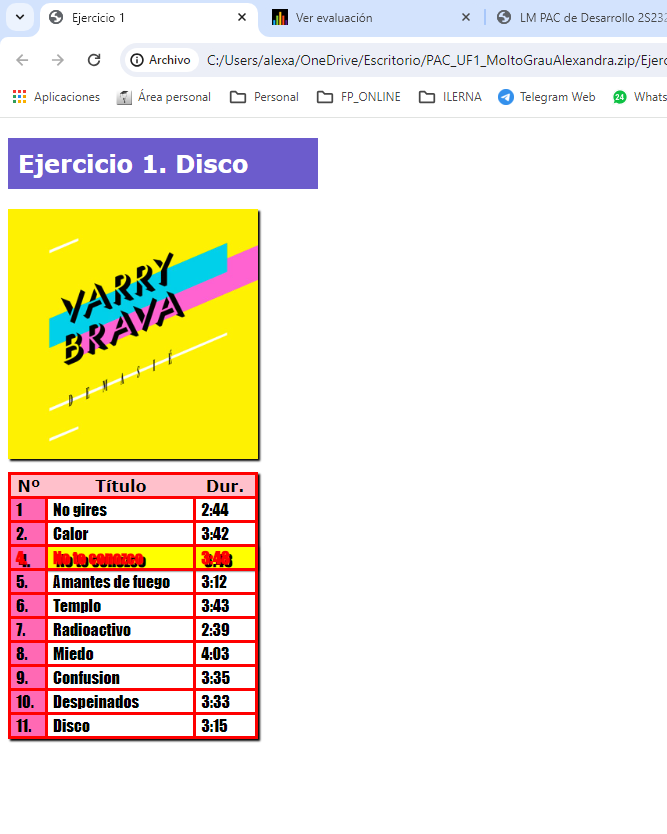 Ejercicio 1
Ver evaluación
LM PAC de Desarrollo 2S232
Archivo C:/Users/alexa/OneDrive/Escritorio/PAC_UF1_MoltoGrauAlexandra.zip/Ejerc
Aplicaciones Área personal Personal FP_ONLINE ILERNA Telegram Web 24 Whats
Ejercicio 1. Disco
VARRY
BRAVA
DEMASIÉ
Nº Título Dur.
1 No gires 2:44
2. Calor 3:42
4. No te conozco 3:48
5. Amantes de fuego 3:12
6. Templo 3:43
7. Radioactivo 2:39
8. Miedo 4:03
9. Confusion 3:35
10. Despeinados 3:33
11. Disco 3:15